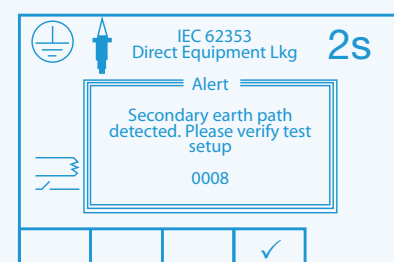 IEC 62353
Direct Equipment Lkg
2s
Alert
Secondary earth path
detected. Please verify test
setup
0008